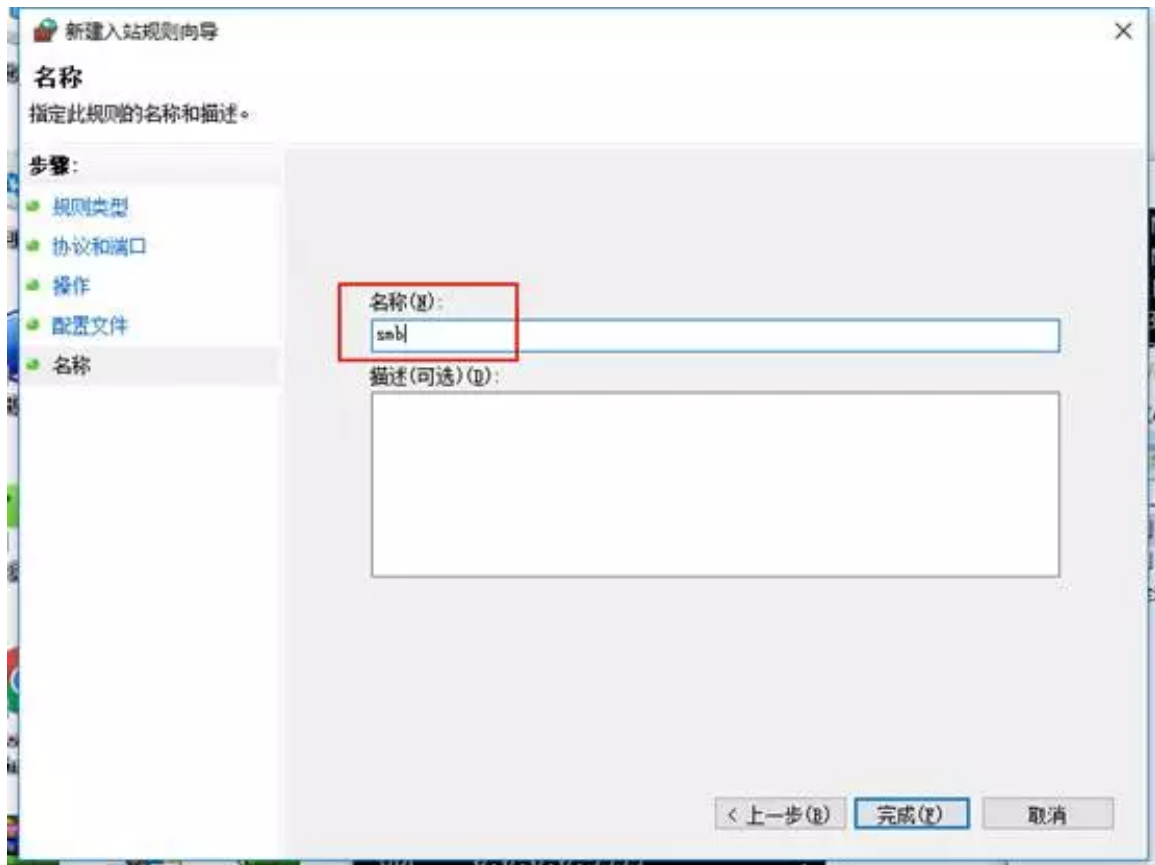 新建入站规则向导
名称
指定此规则的名称和描述。
步骤:
规则类型
协议和端口
操作
配置文件
名称
名称(N):
smb
描述(可选)(D):
< 上一步(B)
完成(F)
取消